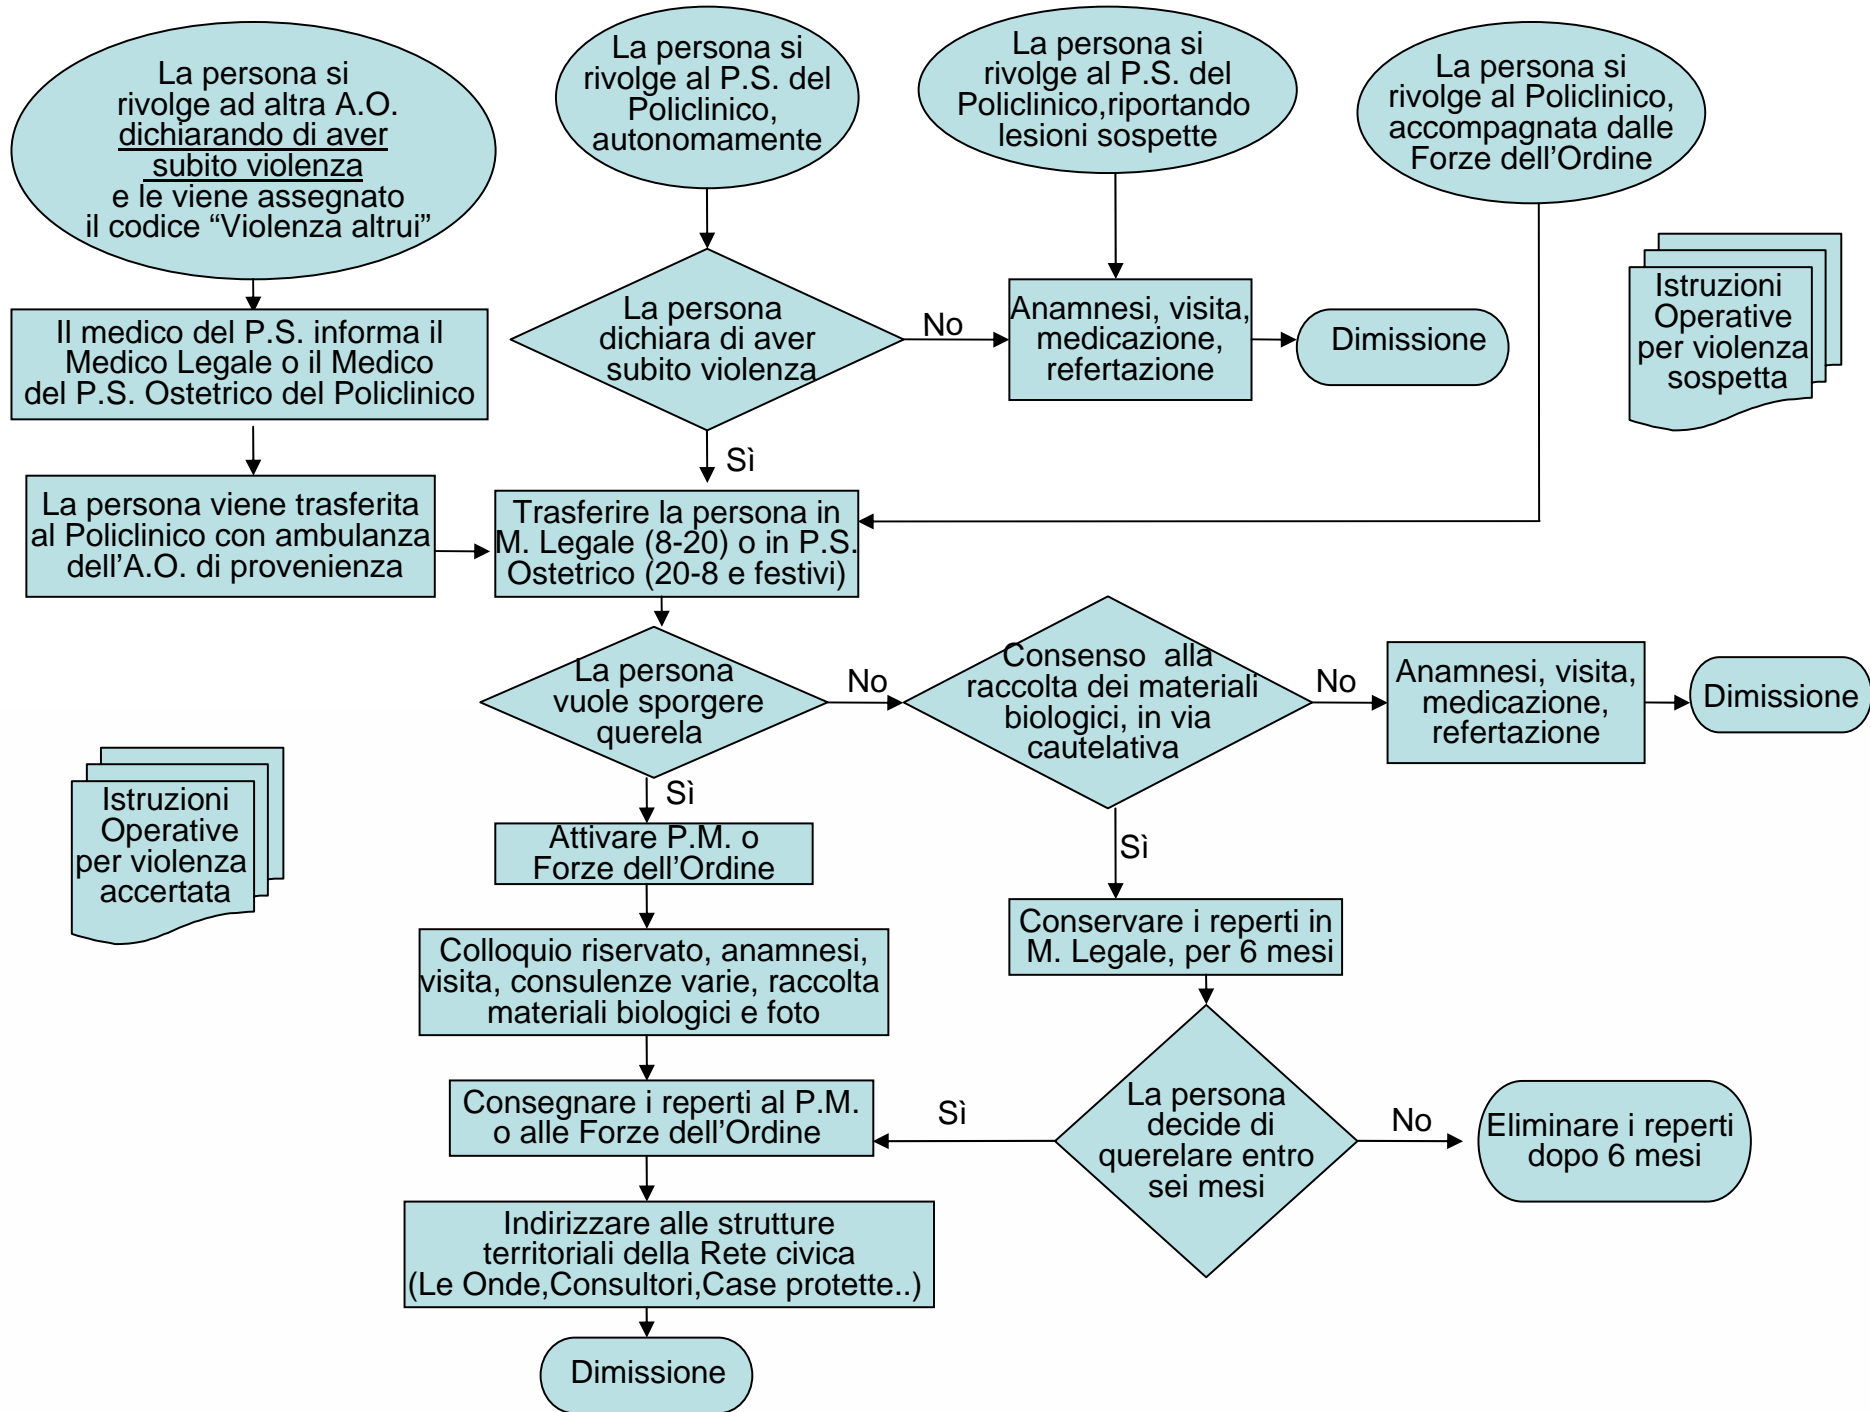 La persona si
rivolge ad altra A.O.
dichiarando di aver
subito violenza
e le viene assegnato
il codice “Violenza altrui”
La persona si
rivolge al P.S. del
Policlinico,
autonomamente
La persona si
rivolge al P.S. del
Policlinico,riportando
lesioni sospette
La persona si
rivolge al Policlinico,
accompagnata dalle
Forze dell’Ordine
Il medico del P.S. informa il
Medico Legale o il Medico
del P.S. Ostetrico del Policlinico
La persona
dichiara di aver
subito violenza
No
Anamnesi, visita,
medicazione,
refertazione
Dimissione
Istruzioni
Operative
per violenza
sospetta
Sì
La persona viene trasferita
al Policlinico con ambulanza
dell’A.O. di provenienza
Trasferire la persona in
M. Legale (8-20) o in P.S.
Ostetrico (20-8 e festivi)
La persona
vuole sporgere
querela
No
Consenso alla
raccolta dei materiali
biologici, in via
cautelativa
No
Anamnesi, visita,
medicazione,
refertazione
Dimissione
Istruzioni
Operative
per violenza
accertata
Sì
Attivare P.M. o
Forze dell’Ordine
Sì
Colloquio riservato, anamnesi,
visita, consulenze varie, raccolta
materiali biologici e foto
Conservare i reperti in
M. Legale, per 6 mesi
Consegnare i reperti al P.M.
o alle Forze dell’Ordine
Sì
La persona
decide di
querelare entro
sei mesi
No
Eliminare i reperti
dopo 6 mesi
Indirizzare alle strutture
territoriali della Rete civica
(Le Onde,Consultori,Case protette..)
Dimissione